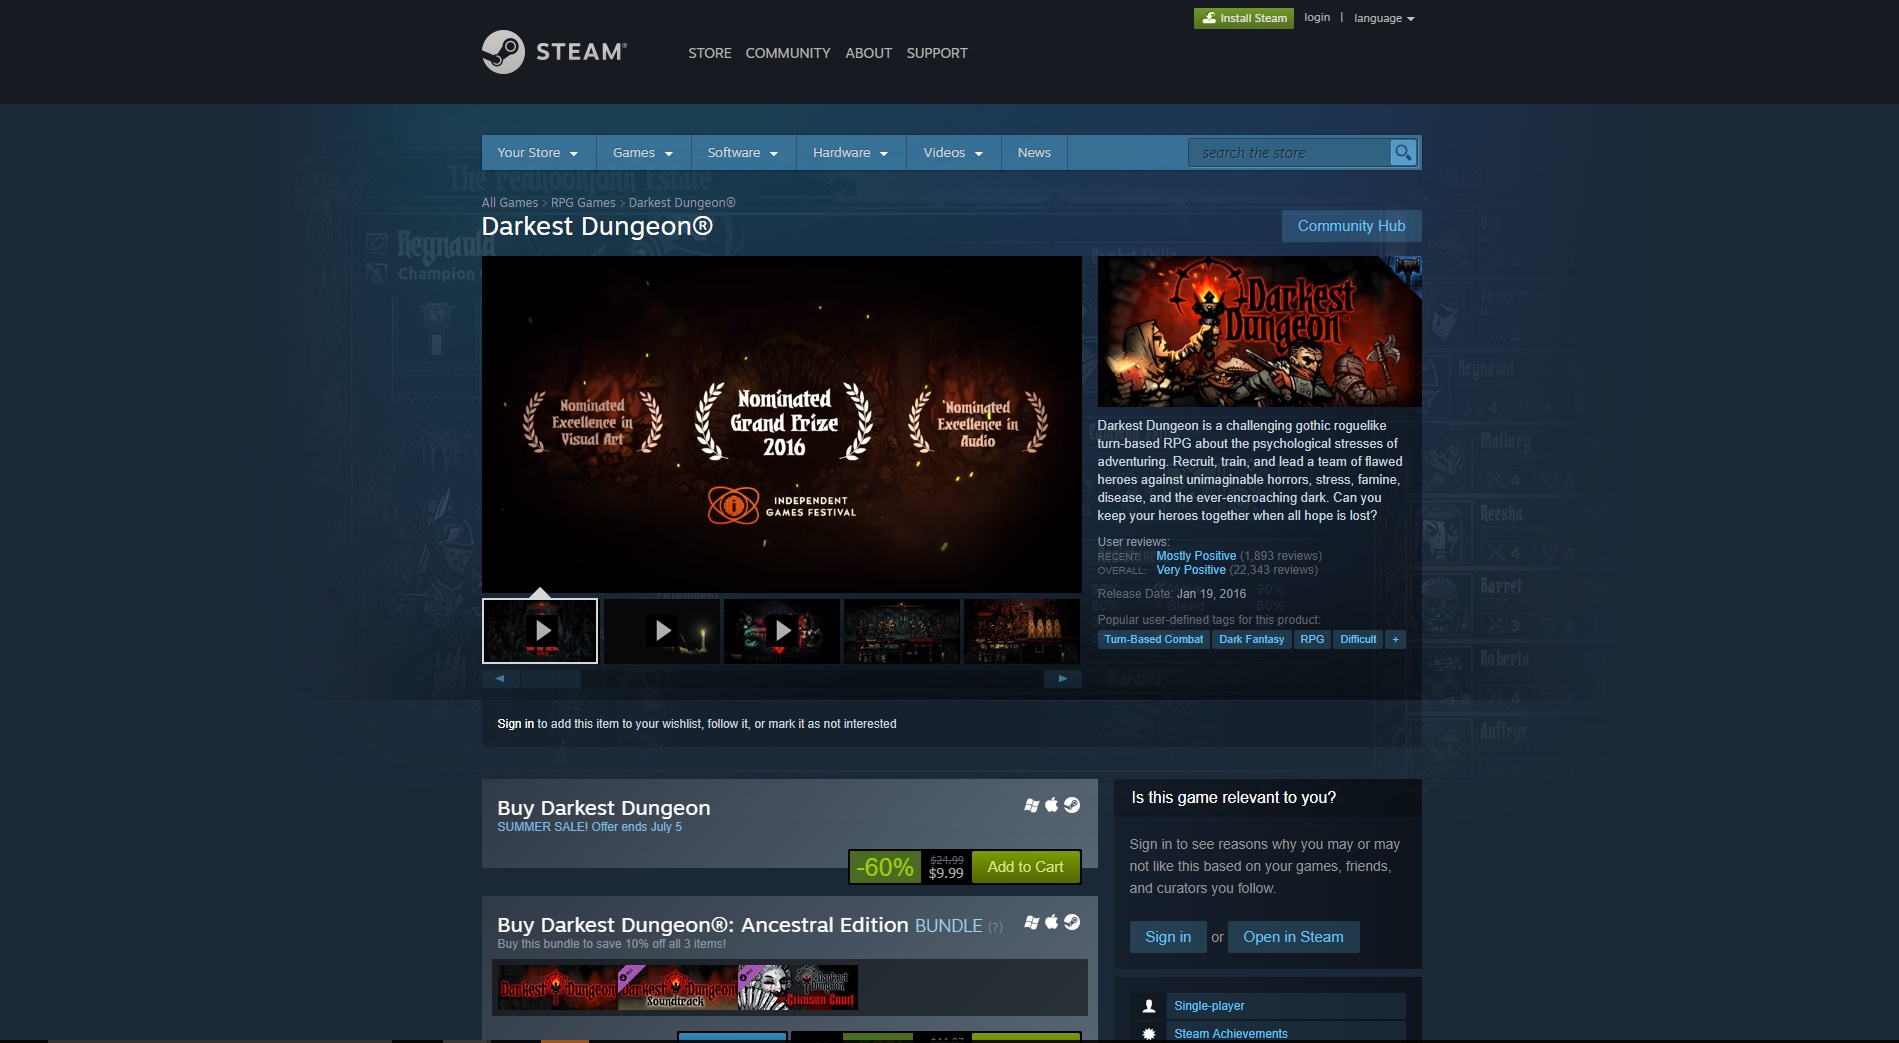 Install Steam login | language
STEAM®
STORE COMMUNITY ABOUT SUPPORT
Your Store Games Software Hardware Videos News search the store
All Games > RPG Games > Darkest Dungeon®
Darkest Dungeon®
Community Hub
Reynauld
Champion
Nominated
Excellence in
Visual Art
Nominated
Grand Prize
2016
Nominated
Excellence in
Audio
INDEPENDENT
GAMES FESTIVAL
Darkest
Dungeon
Darkest Dungeon is a challenging gothic roguelike
turn-based RPG about the psychological stresses of
adventuring. Recruit, train, and lead a team of flawed
heroes against unimaginable horrors, stress, famine,
disease, and the ever-encroaching dark. Can you
keep your heroes together when all hope is lost?
User reviews:
RECENT: Mostly Positive (1,893 reviews)
OVERALL: Very Positive (22,343 reviews)
Release Date: Jan 19, 2016
Popular user-defined tags for this product:
Turn-Based Combat Dark Fantasy RPG Difficult +
Reynauld
Mallory
Reesha
Barret
Roberta
Diseases
Sign in to add this item to your wishlist, follow it, or mark it as not interested
Buy Darkest Dungeon
SUMMER SALE! Offer ends July 5
-60% $24.99 $9.99 Add to Cart
Buy Darkest Dungeon®: Ancestral Edition BUNDLE (?)
Buy this bundle to save 10% off all 3 items!
Darkest Dungeon
Darkest Dungeon
Soundtrack
Darkest
Dungeon
Crimson Court
Is this game relevant to you?
Sign in to see reasons why you may or may
not like this based on your games, friends,
and curators you follow.
Sign in or Open in Steam
Single-player
Steam Achievements